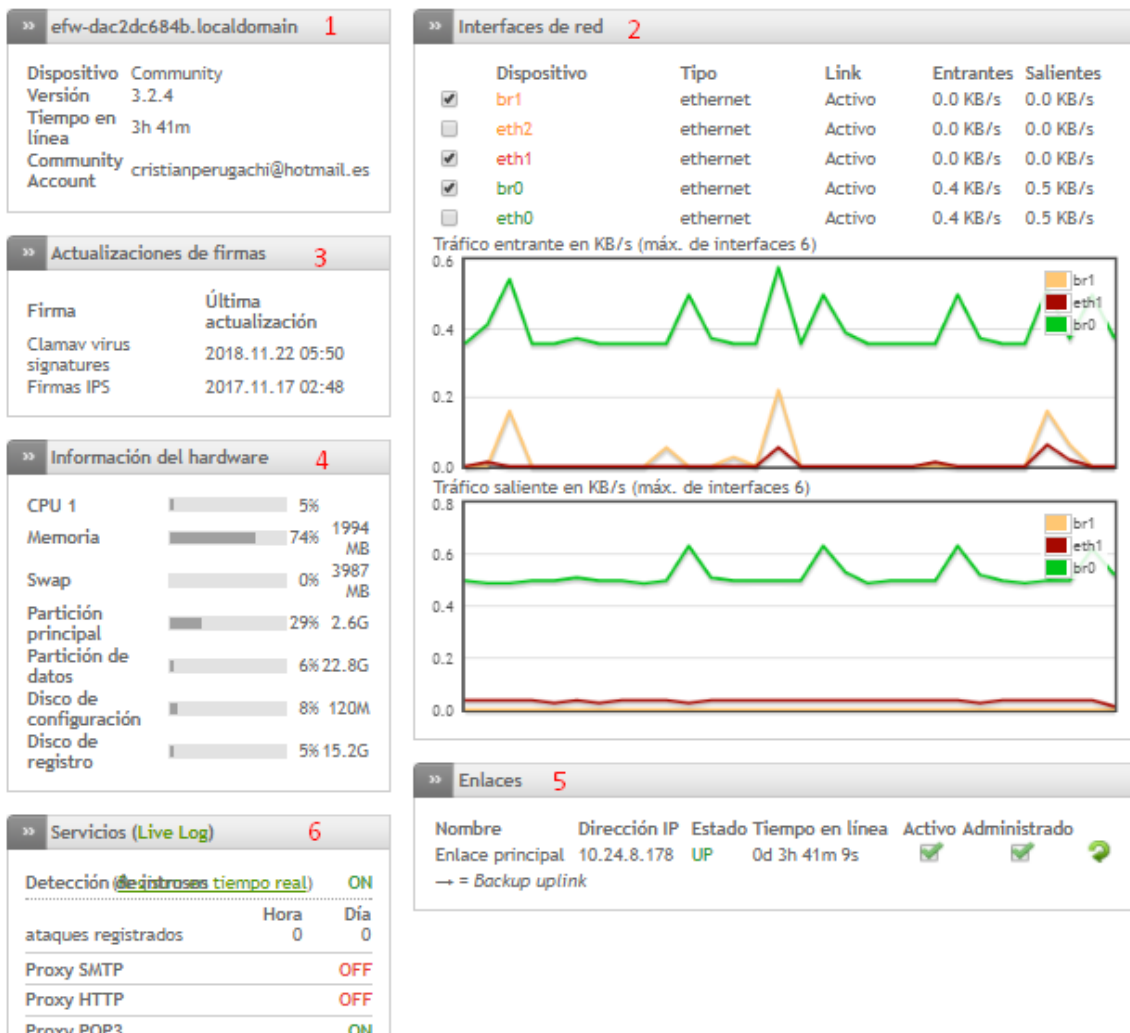 efw-dac2dc684b.localdomain 1
Dispositivo Community
Versión 3.2.4
Tiempo en línea 3h 41m
Community Account cristianperugachi@hotmail.es
Interfaces de red 2
Dispositivo Tipo Link Entrantes Salientes
br1 ethernet Activo 0.0 KB/s 0.0 KB/s
eth2 ethernet Activo 0.0 KB/s 0.0 KB/s
eth1 ethernet Activo 0.0 KB/s 0.0 KB/s
br0 ethernet Activo 0.4 KB/s 0.5 KB/s
eth0 ethernet Activo 0.4 KB/s 0.5 KB/s
Tráfico entrante en KB/s (máx. de interfaces 6)
0.6
0.4
0.2
0.0
br1
eth1
br0
Tráfico saliente en KB/s (máx. de interfaces 6)
0.8
0.6
0.4
0.2
0.0
br1
eth1
br0
Actualizaciones de firmas 3
Firma Última actualización
Clamav virus signatures 2018.11.22 05:50
Firmas IPS 2017.11.17 02:48
Información del hardware 4
CPU 1 5%
Memoria 74% 1994 MB
Swap 0% 3987 MB
Partición principal 29% 2.6G
Partición de datos 6% 22.8G
Disco de configuración 8% 120M
Disco de registro 5% 15.2G
Enlaces 5
Nombre Dirección IP Estado Tiempo en línea Activo Administrado
Enlace principal 10.24.8.178 UP 0d 3h 41m 9s
→ = Backup uplink
Servicios (Live Log) 6
Detección de intrusos tiempo real) ON
Hora Día
ataques registrados 0 0
Proxy SMTP OFF
Proxy HTTP OFF
Proxy POP3 ON